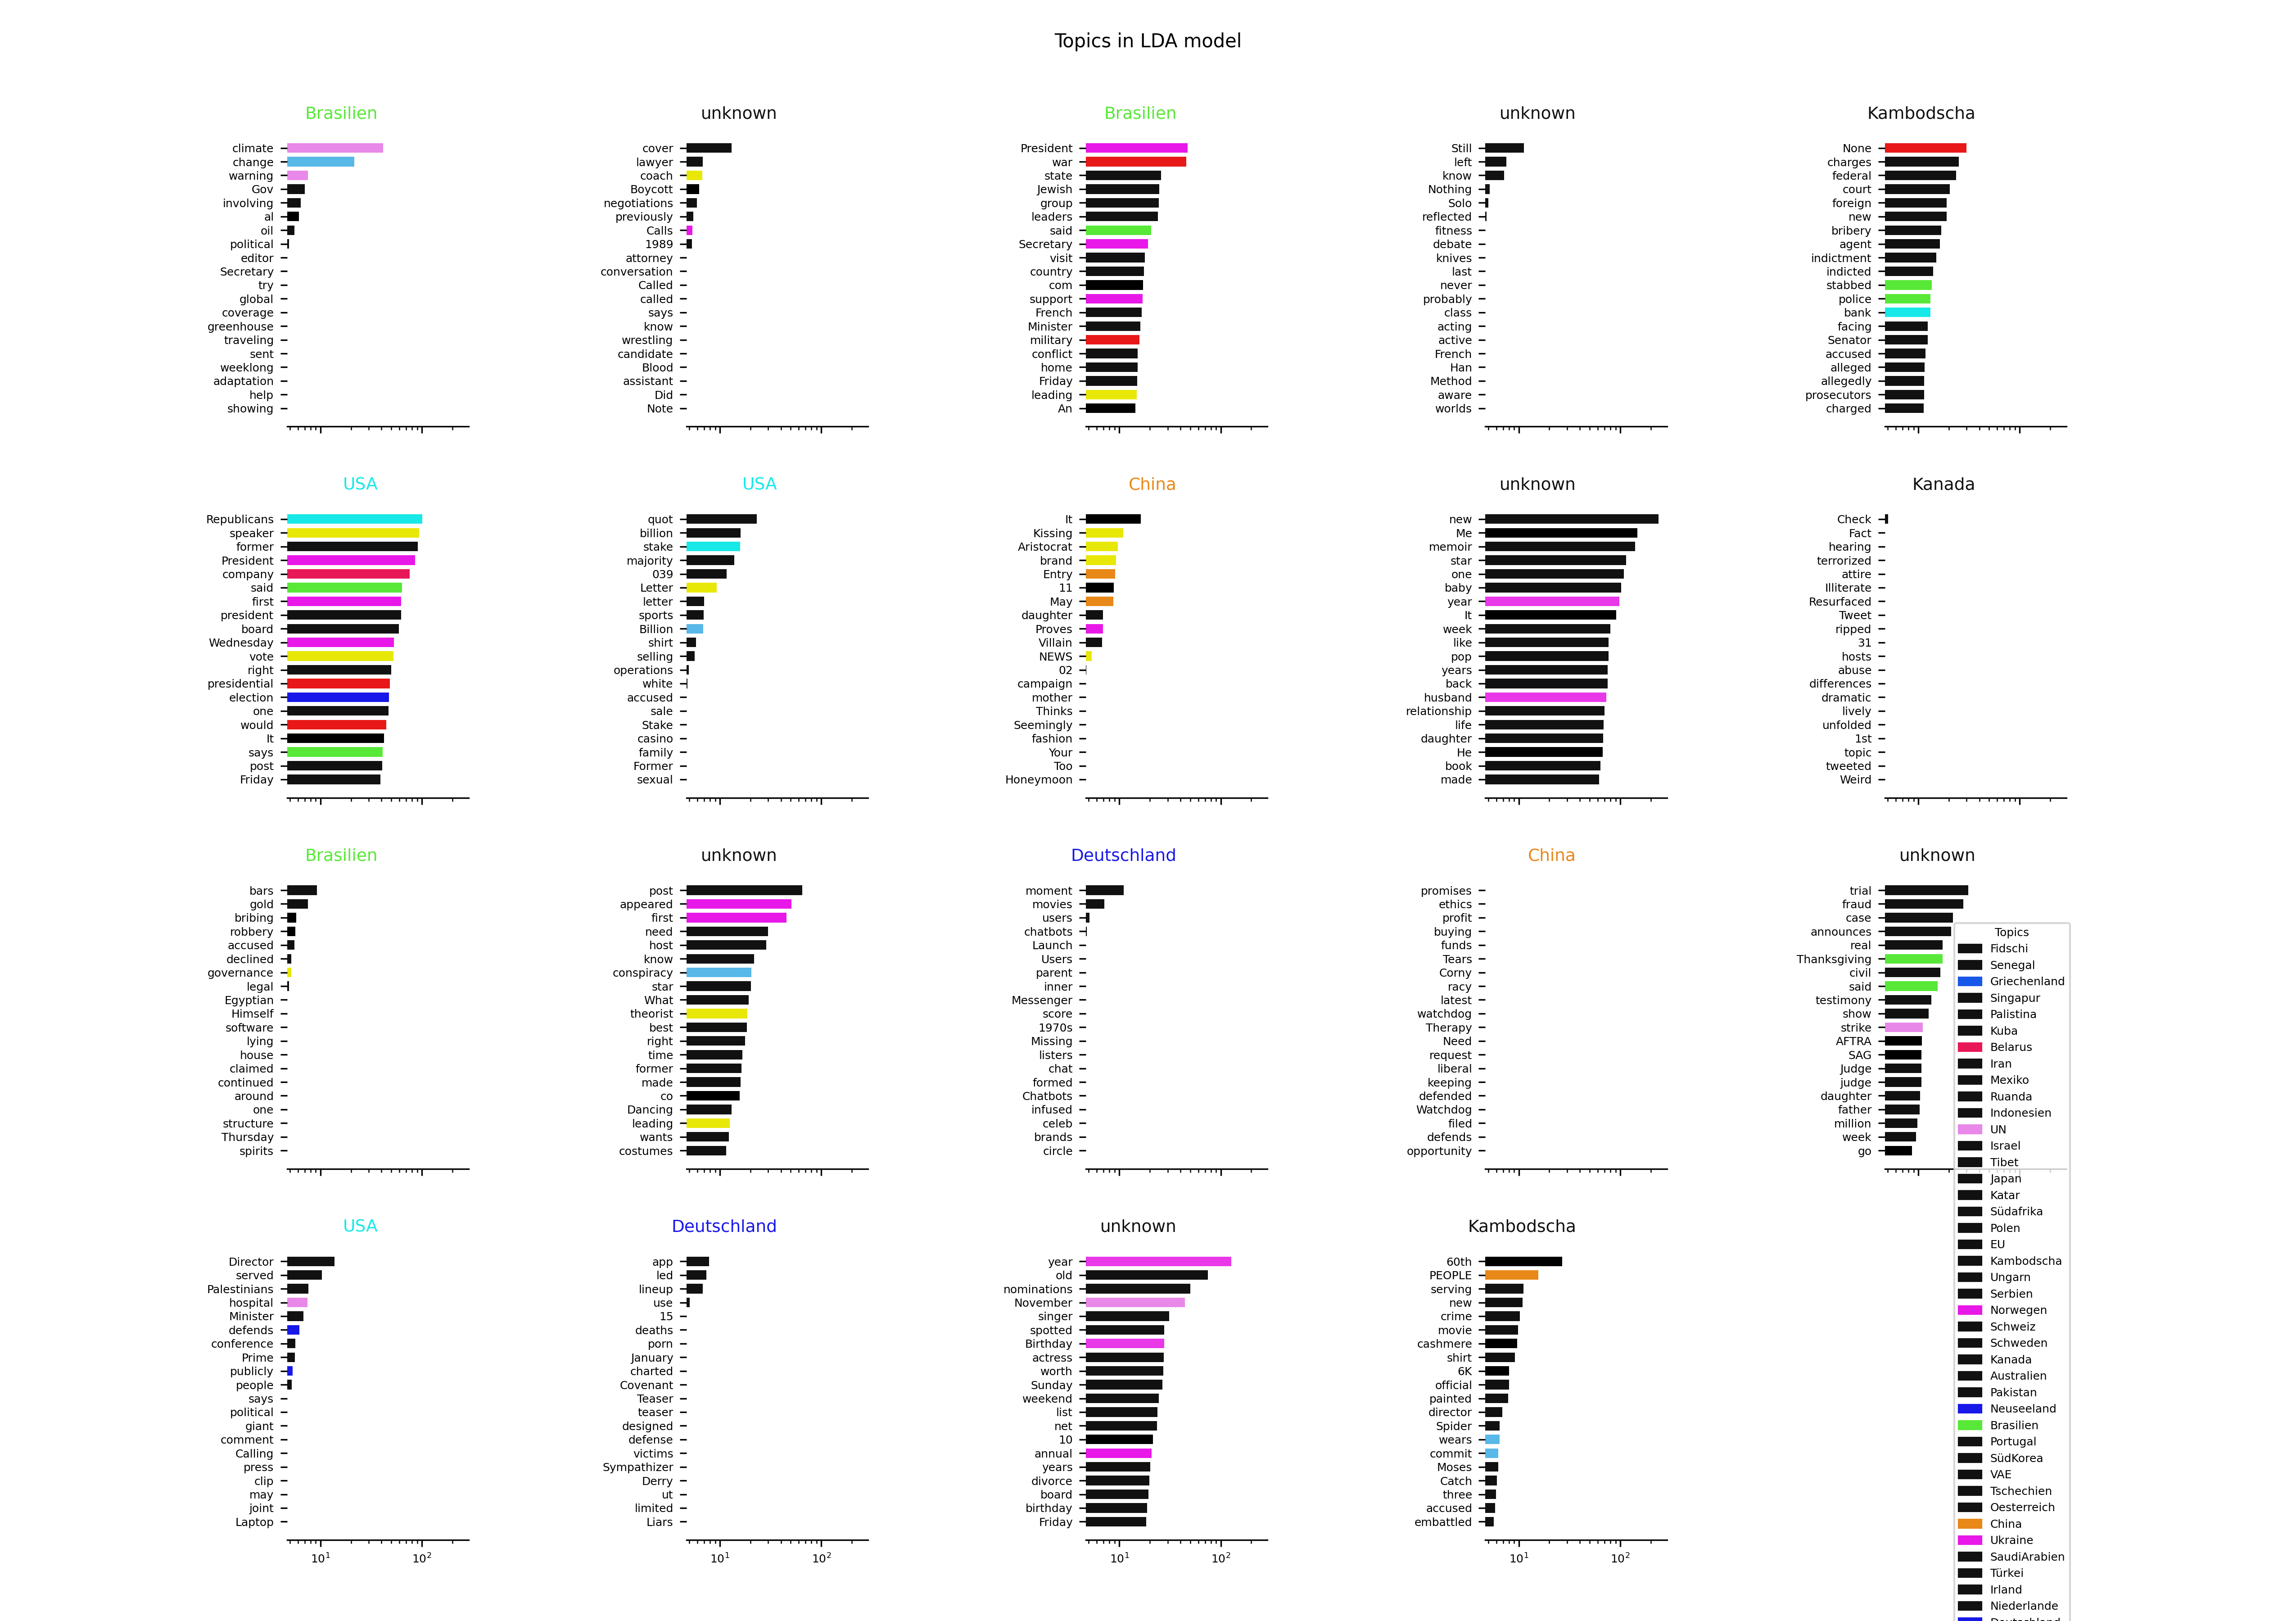 Topics in LDA model
Brasilien
climate
change
warning
Gov
involving
al
oil
political
editor
Secretary
try
global
coverage
greenhouse
traveling
sent
weeklong
adaptation
help
showing
unknown
cover
lawyer
coach
Boycott
negotiations
previously
Calls
1989
attorney
conversation
Called
called
says
know
wrestling
candidate
Blood
assistant
Did
Note
Brasilien
President
war
state
Jewish
group
leaders
said
Secretary
visit
country
com
support
French
Minister
military
conflict
home
Friday
leading
An
unknown
Still
left
know
Nothing
Solo
reflected
fitness
debate
knives
last
never
probably
class
acting
active
French
Han
Method
aware
worlds
Kambodscha
None
charges
federal
court
foreign
new
bribery
agent
indictment
indicted
stabbed
police
bank
facing
Senator
accused
alleged
allegedly
prosecutors
charged
USA
Republicans
speaker
former
President
company
said
first
president
board
Wednesday
vote
right
presidential
election
one
would
It
says
post
Friday
USA
quot
billion
stake
majority
039
Letter
letter
sports
Billion
shirt
selling
operations
white
accused
sale
Stake
casino
family
Former
sexual
China
It
Kissing
Aristocrat
brand
Entry
11
May
daughter
Proves
Villain
NEWS
02
campaign
mother
Thinks
Seemingly
fashion
Your
Too
Honeymoon
unknown
new
Me
memoir
star
one
baby
year
It
week
like
pop
years
back
husband
relationship
life
daughter
He
book
made
Kanada
Check
Fact
hearing
terrorized
attire
Illiterate
Resurfaced
Tweet
ripped
31
hosts
abuse
differences
dramatic
lively
unfolded
1st
topic
tweeted
Weird
Brasilien
bars
gold
bribing
robbery
accused
declined
governance
legal
Egyptian
Himself
software
lying
house
claimed
continued
around
one
structure
Thursday
spirits
unknown
post
appeared
first
need
host
know
conspiracy
star
What
theorist
best
right
time
former
made
co
Dancing
leading
wants
costumes
Deutschland
moment
movies
users
chatbots
Launch
Users
parent
inner
Messenger
score
1970s
Missing
listers
chat
formed
Chatbots
infused
celeb
brands
circle
China
promises
ethics
profit
buying
funds
Tears
Corny
racy
latest
watchdog
Therapy
Need
request
liberal
keeping
defended
Watchdog
filed
defends
opportunity
unknown
trial
fraud
case
announces
real
Thanksgiving
civil
said
testimony
show
strike
AFTRA
SAG
Judge
judge
daughter
father
million
week
go
USA
Director
served
Palestinians
hospital
Minister
defends
conference
Prime
publicly
people
says
political
giant
comment
Calling
press
clip
may
joint
Laptop
10¹ 10²
Deutschland
app
led
lineup
use
15
deaths
porn
January
charted
Covenant
Teaser
teaser
designed
defense
victims
Sympathizer
Derry
ut
limited
Liars
10¹ 10²
unknown
year
old
nominations
November
singer
spotted
Birthday
actress
worth
Sunday
weekend
list
net
10
annual
years
divorce
board
birthday
Friday
10¹ 10²
Kambodscha
60th
PEOPLE
serving
new
crime
movie
cashmere
shirt
6K
official
painted
director
Spider
wears
commit
Moses
Catch
three
accused
embattled
10¹ 10²
Topics
Fidschi
Senegal
Griechenland
Singapur
Palistina
Kuba
Belarus
Iran
Mexiko
Ruanda
Indonesien
UN
Israel
Tibet
Japan
Katar
Südafrika
Polen
EU
Kambodscha
Ungarn
Serbien
Norwegen
Schweiz
Schweden
Kanada
Australien
Pakistan
Neuseeland
Brasilien
Portugal
SüdKorea
VAE
Tschechien
Oesterreich
China
Ukraine
SaudiArabien
Türkei
Irland
Niederlande